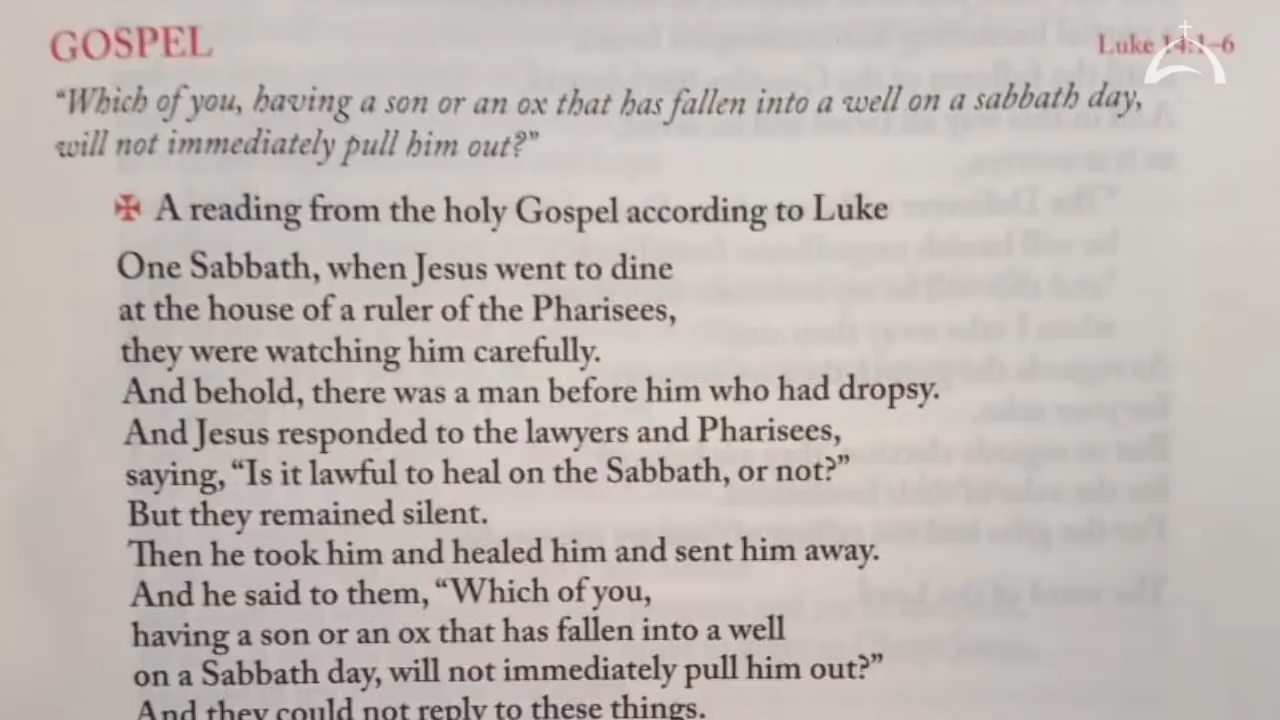 GOSPEL
Luke 14:1–6
“Which of you, having a son or an ox that has fallen into a well on a sabbath day,
will not immediately pull him out?”
✠ A reading from the holy Gospel according to Luke
One Sabbath, when Jesus went to dine
at the house of a ruler of the Pharisees,
they were watching him carefully.
And behold, there was a man before him who had dropsy.
And Jesus responded to the lawyers and Pharisees,
saying, “Is it lawful to heal on the Sabbath, or not?”
But they remained silent.
Then he took him and healed him and sent him away.
And he said to them, “Which of you,
having a son or an ox that has fallen into a well
on a Sabbath day, will not immediately pull him out?”
And they could not reply to these things.